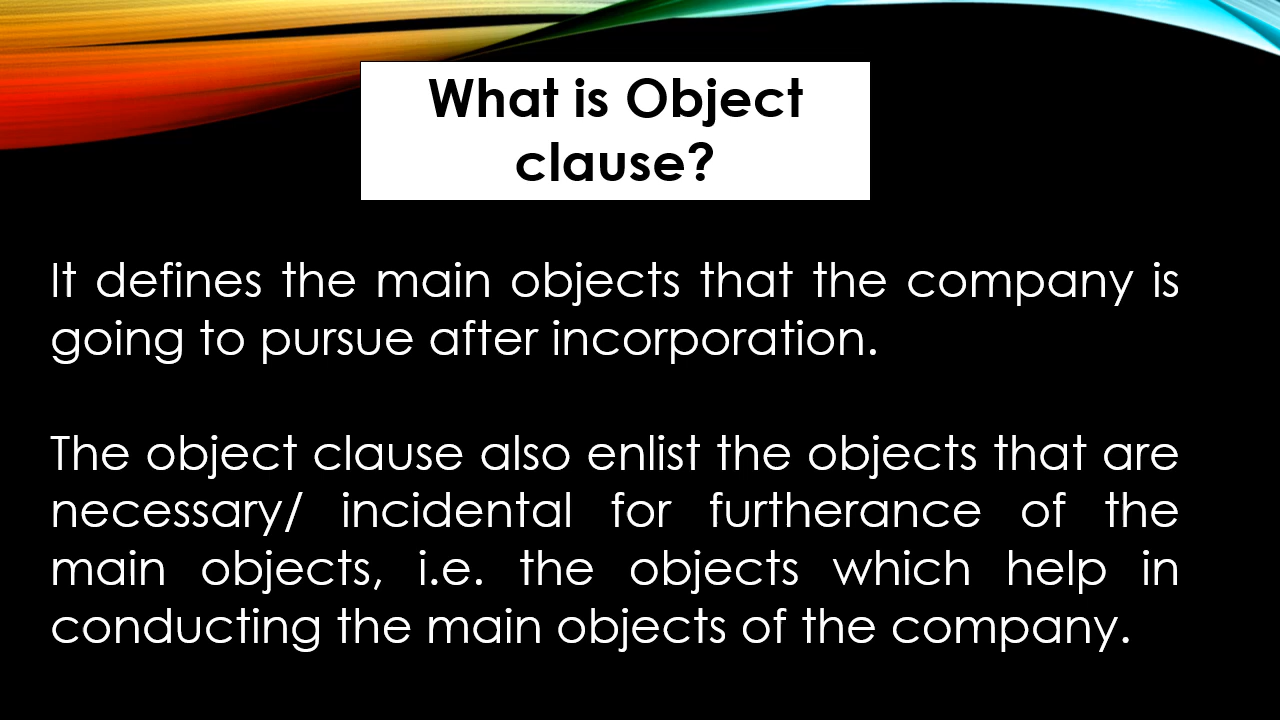 What is Object
clause?
It defines the main objects that the company is
going to pursue after incorporation.
The object clause also enlist the objects that are
necessary/ incidental for furtherance of the
main objects, i.e. the objects which help in
conducting the main objects of the company.